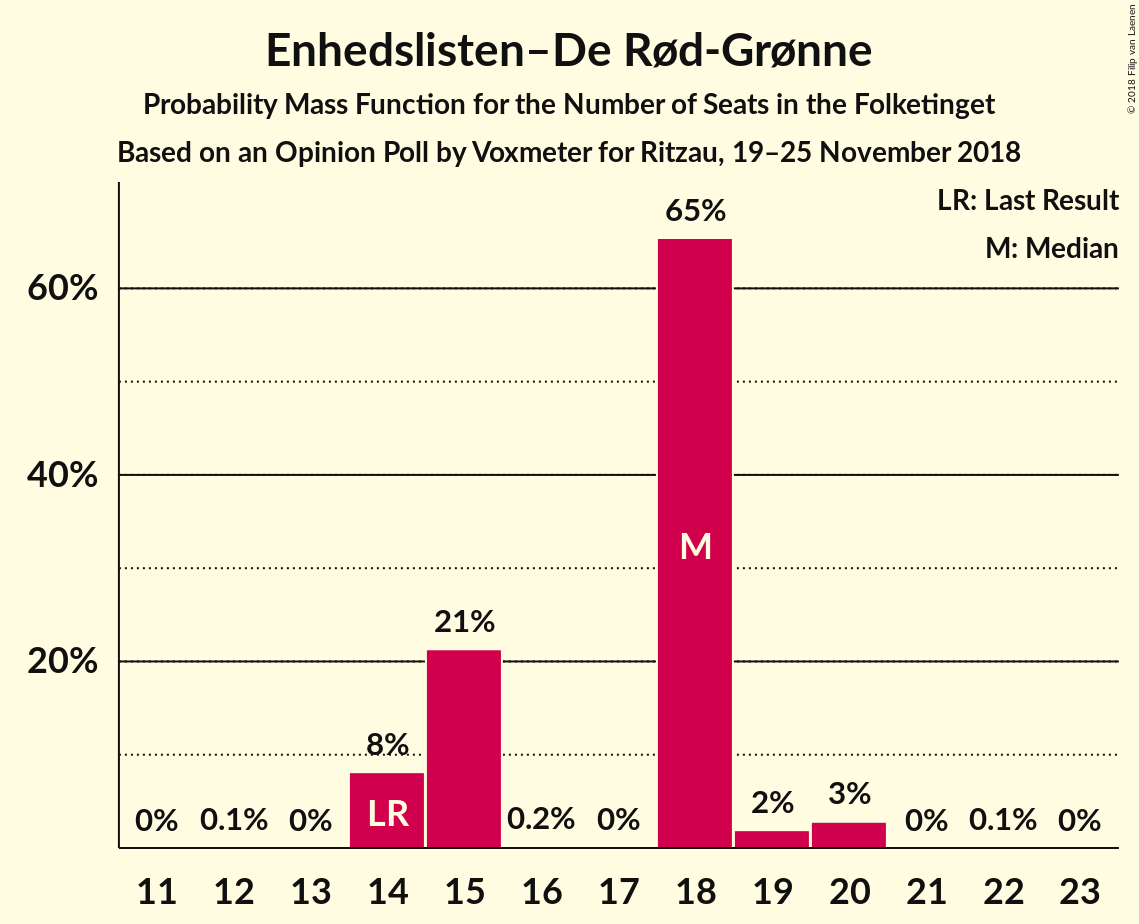 Enhedslisten–De Rød-Grønne
Probability Mass Function for the Number of Seats in the Folketinget
Based on an Opinion Poll by Voxmeter for Ritzau, 19–25 November 2018
© 2018 Filip van Laenen
LR: Last Result
M: Median
60%
40%
20%
0%
0.1%
0%
8%
21%
0.2%
0%
65%
2%
3%
0%
0.1%
0%
LR
M
11 12 13 14 15 16 17 18 19 20 21 22 23